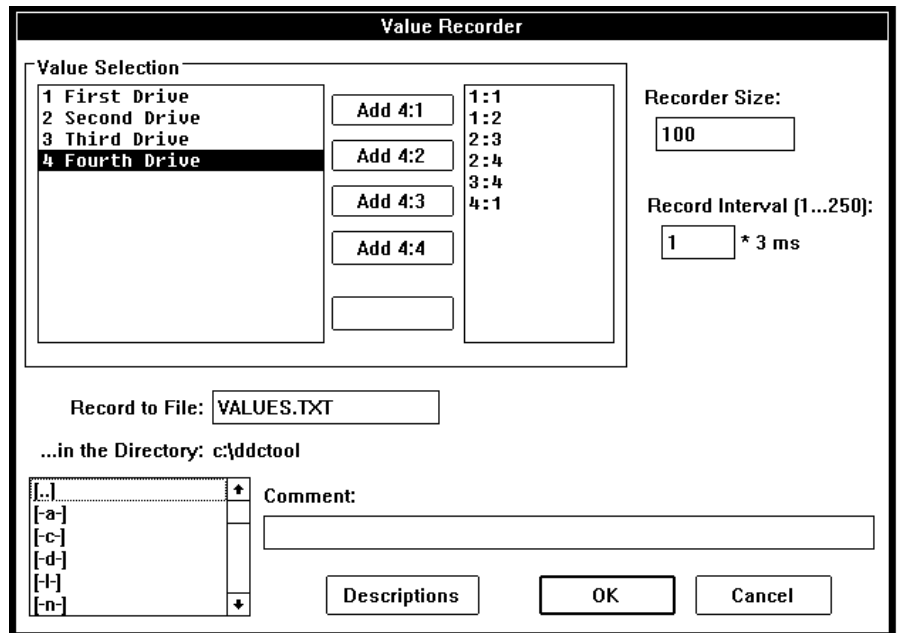 Value Recorder
Value Selection
1 First Drive
2 Second Drive
3 Third Drive
4 Fourth Drive
Add 4:1
Add 4:2
Add 4:3
Add 4:4
1:1
1:2
2:3
2:4
3:4
4:1
Recorder Size:
100
Record Interval (1...250):
1 * 3 ms
Record to File: VALUES.TXT
...in the Directory: c:\ddctool
[..]
[-a-]
[-c-]
[-d-]
[-l-]
[-n-]
Comment:
Descriptions
OK
Cancel